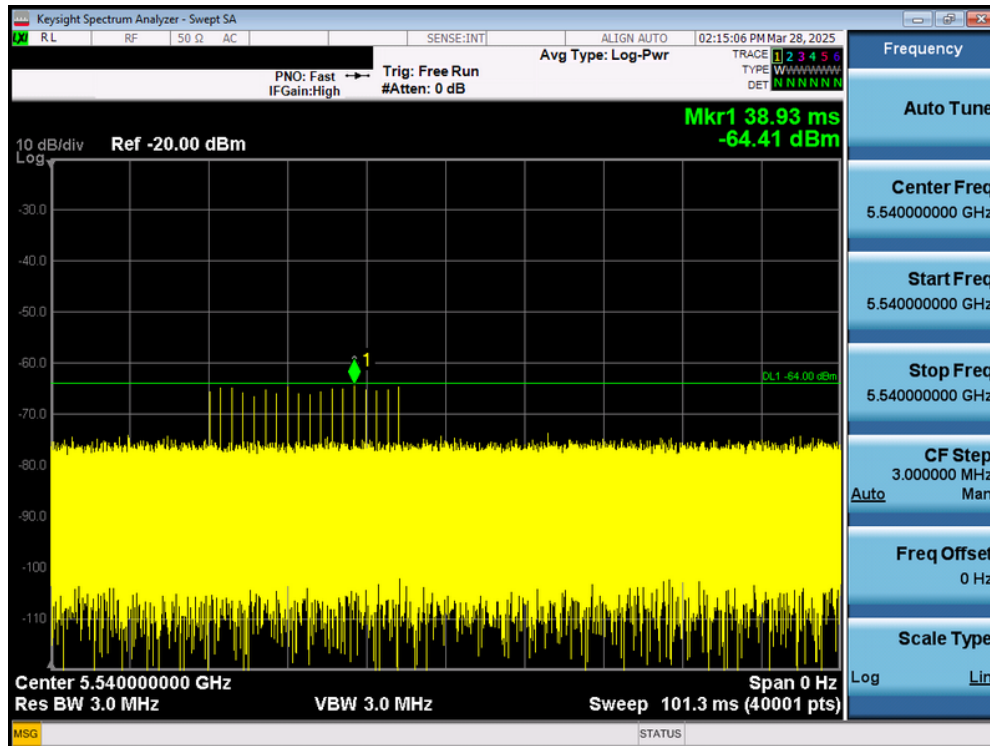 Keysight Spectrum Analyzer - Swept SA
LXI RL RF 50 Ω AC SENSE:INT ALIGN AUTO 02:15:06 PM Mar 28, 2025
Frequency
PNO: Fast
IFGain:High
Trig: Free Run
#Atten: 0 dB
Avg Type: Log-Pwr
TRACE 1 2 3 4 5 6
TYPE WWWWWW
DET N N N N N N
Auto Tune
Mkr1 38.93 ms
-64.41 dBm
10 dB/div
Log
Ref -20.00 dBm
Center Freq
5.540000000 GHz
-30.0
-40.0
-50.0
-60.0
-70.0
-80.0
-90.0
-100
-110
1
DL1 -64.00 dBm
Start Freq
5.540000000 GHz
Stop Freq
5.540000000 GHz
CF Step
3.000000 MHz
Auto Man
Freq Offset
0 Hz
Scale Type
Log Lin
Center 5.540000000 GHz Span 0 Hz
Res BW 3.0 MHz VBW 3.0 MHz Sweep 101.3 ms (40001 pts)
MSG STATUS